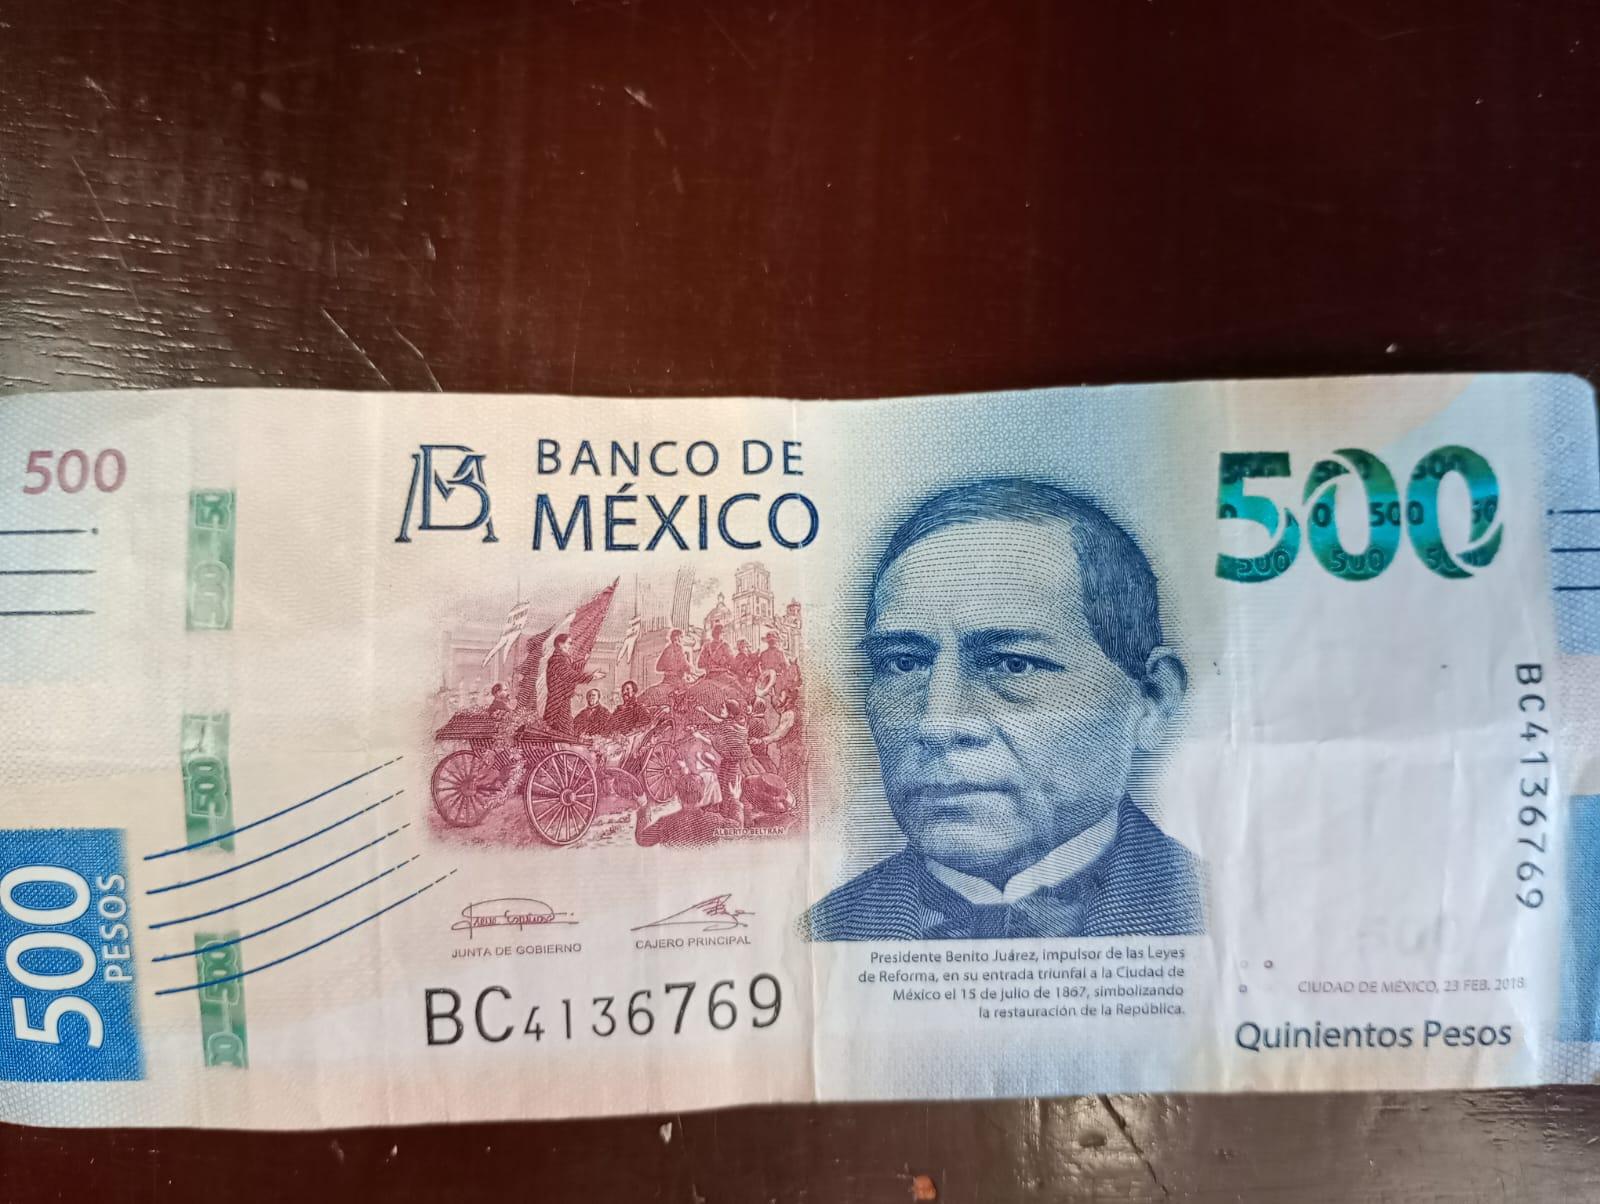 500
BANCO DE
MÉXICO
500
500
PESOS
500
ALBERTO BELTRÁN
JUNTA DE GOBIERNO
CAJERO PRINCIPAL
BC4136769
Presidente Benito Juárez, impulsor de las Leyes
de Reforma, en su entrada triunfal a la Ciudad de
México el 15 de julio de 1867, simbolizando
la restauración de la República.
BC4136769
CIUDAD DE MÉXICO, 23 FEB. 2018
Quinientos Pesos